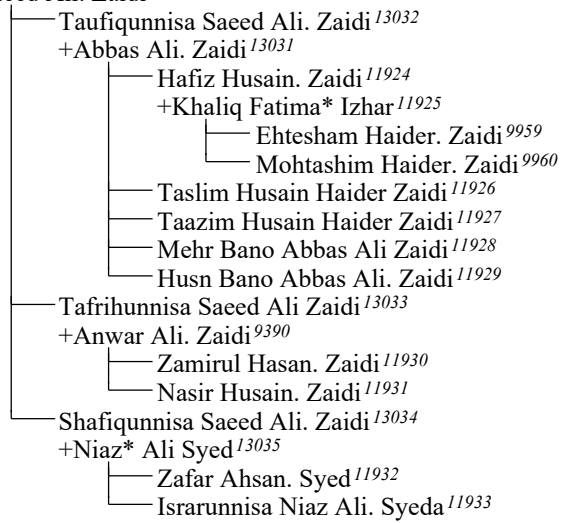 Taufiqunnisa Saeed Ali. Zaidi 13032
+Abbas Ali. Zaidi 13031
Hafiz Husain. Zaidi 11924
+Khaliq Fatima* Izhar 11925
Ehtesham Haider. Zaidi 9959
Mohtashim Haider. Zaidi 9960
Taslim Husain Haider Zaidi 11926
Taazim Husain Haider Zaidi 11927
Mehr Bano Abbas Ali Zaidi 11928
Husn Bano Abbas Ali. Zaidi 11929
Tafrihunnisa Saeed Ali Zaidi 13033
+Anwar Ali. Zaidi 9390
Zamirul Hasan. Zaidi 11930
Nasir Husain. Zaidi 11931
Shafiqunnisa Saeed Ali. Zaidi 13034
+Niaz* Ali Syed 13035
Zafar Ahsan. Syed 11932
Israrunnisa Niaz Ali. Syeda 11933